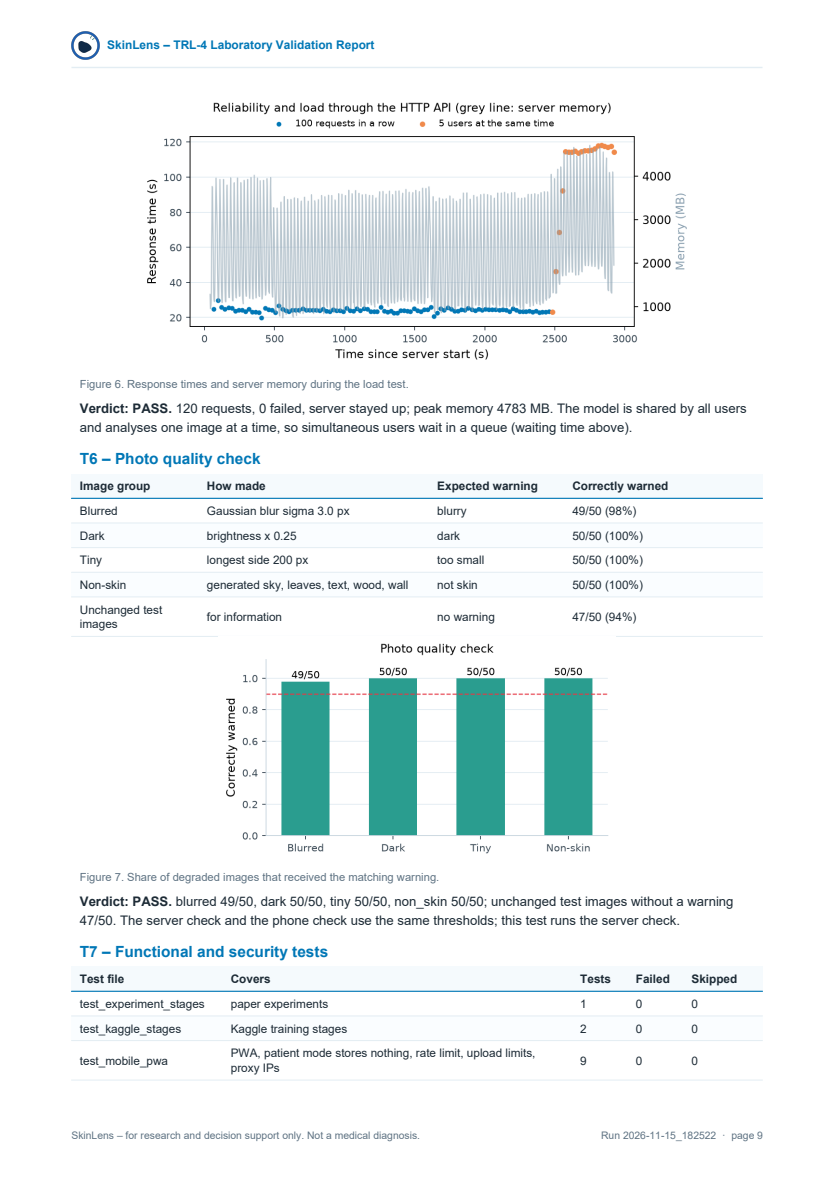 SkinLens – TRL-4 Laboratory Validation Report
Reliability and load through the HTTP API (grey line: server memory)
100 requests in a row 5 users at the same time
120
100
80
60
40
20
Response time (s)
4000
3000
2000
1000
Memory (MB)
0 500 1000 1500 2000 2500 3000
Time since server start (s)
Figure 6. Response times and server memory during the load test.
Verdict: PASS. 120 requests, 0 failed, server stayed up; peak memory 4783 MB. The model is shared by all users
and analyses one image at a time, so simultaneous users wait in a queue (waiting time above).
T6 – Photo quality check
Image group How made Expected warning Correctly warned
Blurred Gaussian blur sigma 3.0 px blurry 49/50 (98%)
Dark brightness x 0.25 dark 50/50 (100%)
Tiny longest side 200 px too small 50/50 (100%)
Non-skin generated sky, leaves, text, wood, wall not skin 50/50 (100%)
Unchanged test
images for information no warning 47/50 (94%)
Photo quality check
49/50 50/50 50/50 50/50
1.0
0.8
0.6
0.4
0.2
0.0
Correctly warned
Blurred Dark Tiny Non-skin
Figure 7. Share of degraded images that received the matching warning.
Verdict: PASS. blurred 49/50, dark 50/50, tiny 50/50, non_skin 50/50; unchanged test images without a warning
47/50. The server check and the phone check use the same thresholds; this test runs the server check.
T7 – Functional and security tests
Test file Covers Tests Failed Skipped
test_experiment_stages paper experiments 1 0 0
test_kaggle_stages Kaggle training stages 2 0 0
test_mobile_pwa PWA, patient mode stores nothing, rate limit, upload limits,
proxy IPs 9 0 0
SkinLens – for research and decision support only. Not a medical diagnosis. Run 2026-11-15_182522 · page 9